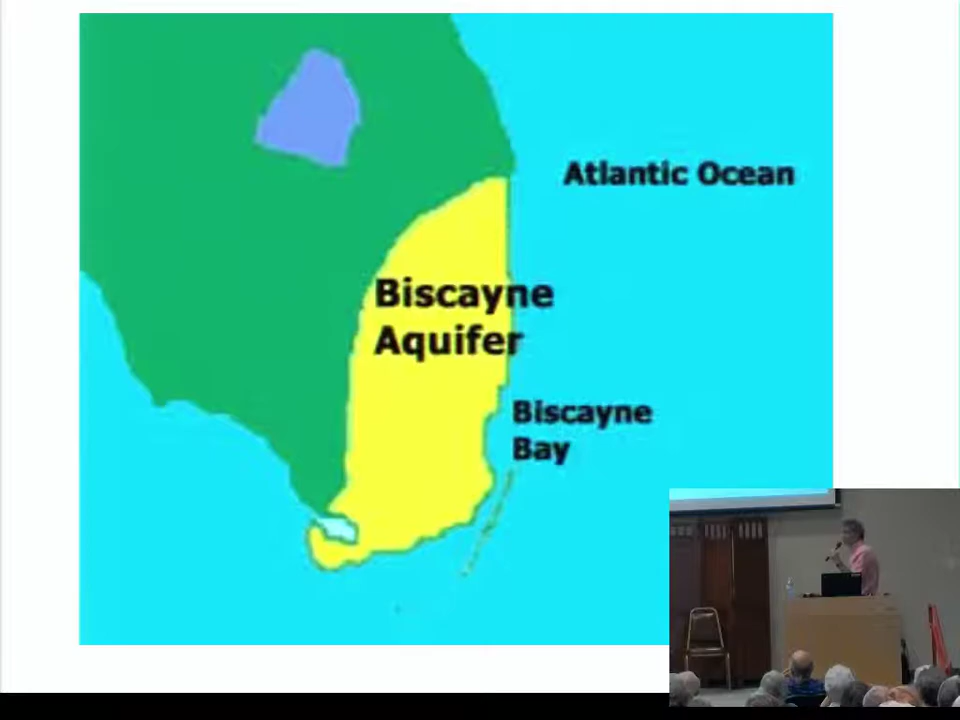 Atlantic Ocean
Biscayne
Aquifer
Biscayne
Bay